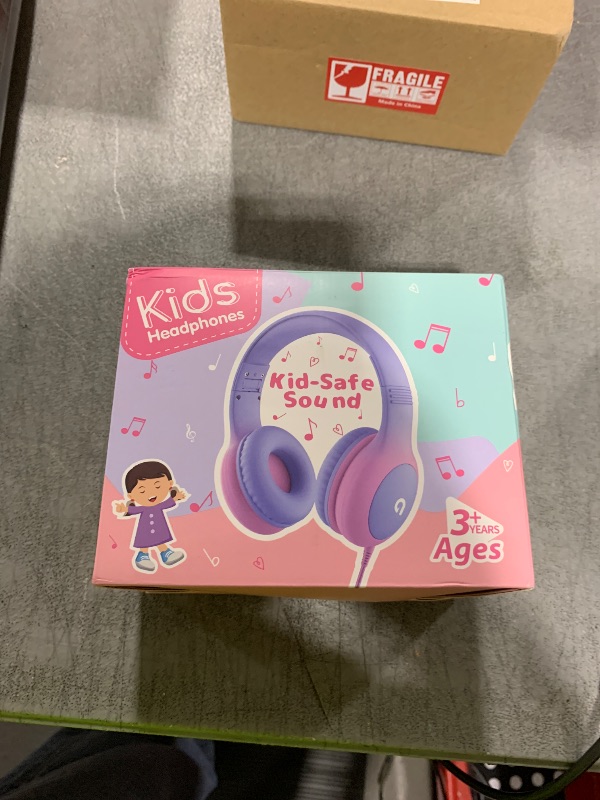 FRAGILE
Made in China
Kids
Headphones
Kid-Safe
Sound
3+
YEARS
Ages